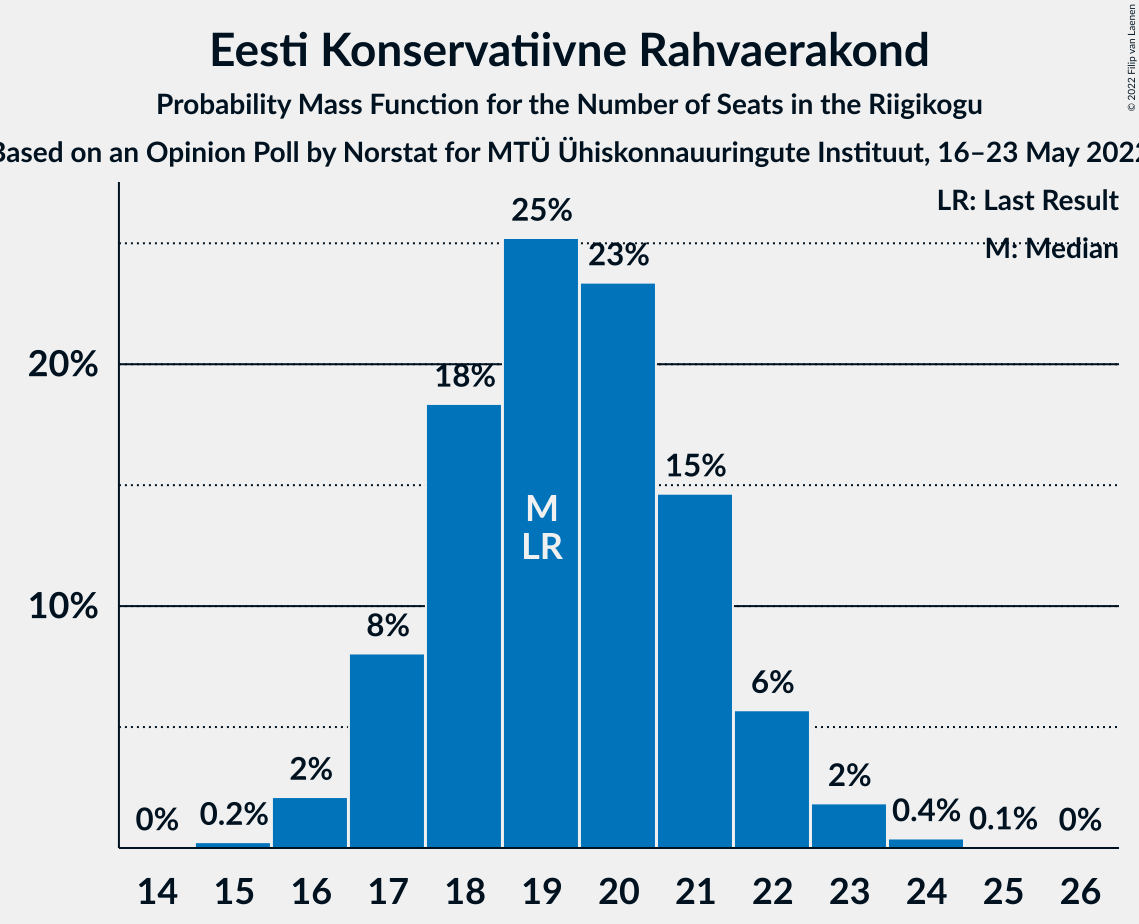 Eesti Konservatiivne Rahvaerakond
Probability Mass Function for the Number of Seats in the Riigikogu
Based on an Opinion Poll by Norstat for MTÜ Ühiskonnauuringute Instituut, 16–23 May 2022
© 2022 Filip van Laenen
LR: Last Result
M: Median
20%
10%
0%
0.2%
2%
8%
18%
25%
23%
15%
6%
2%
0.4%
0.1%
0%
M
LR
14 15 16 17 18 19 20 21 22 23 24 25 26